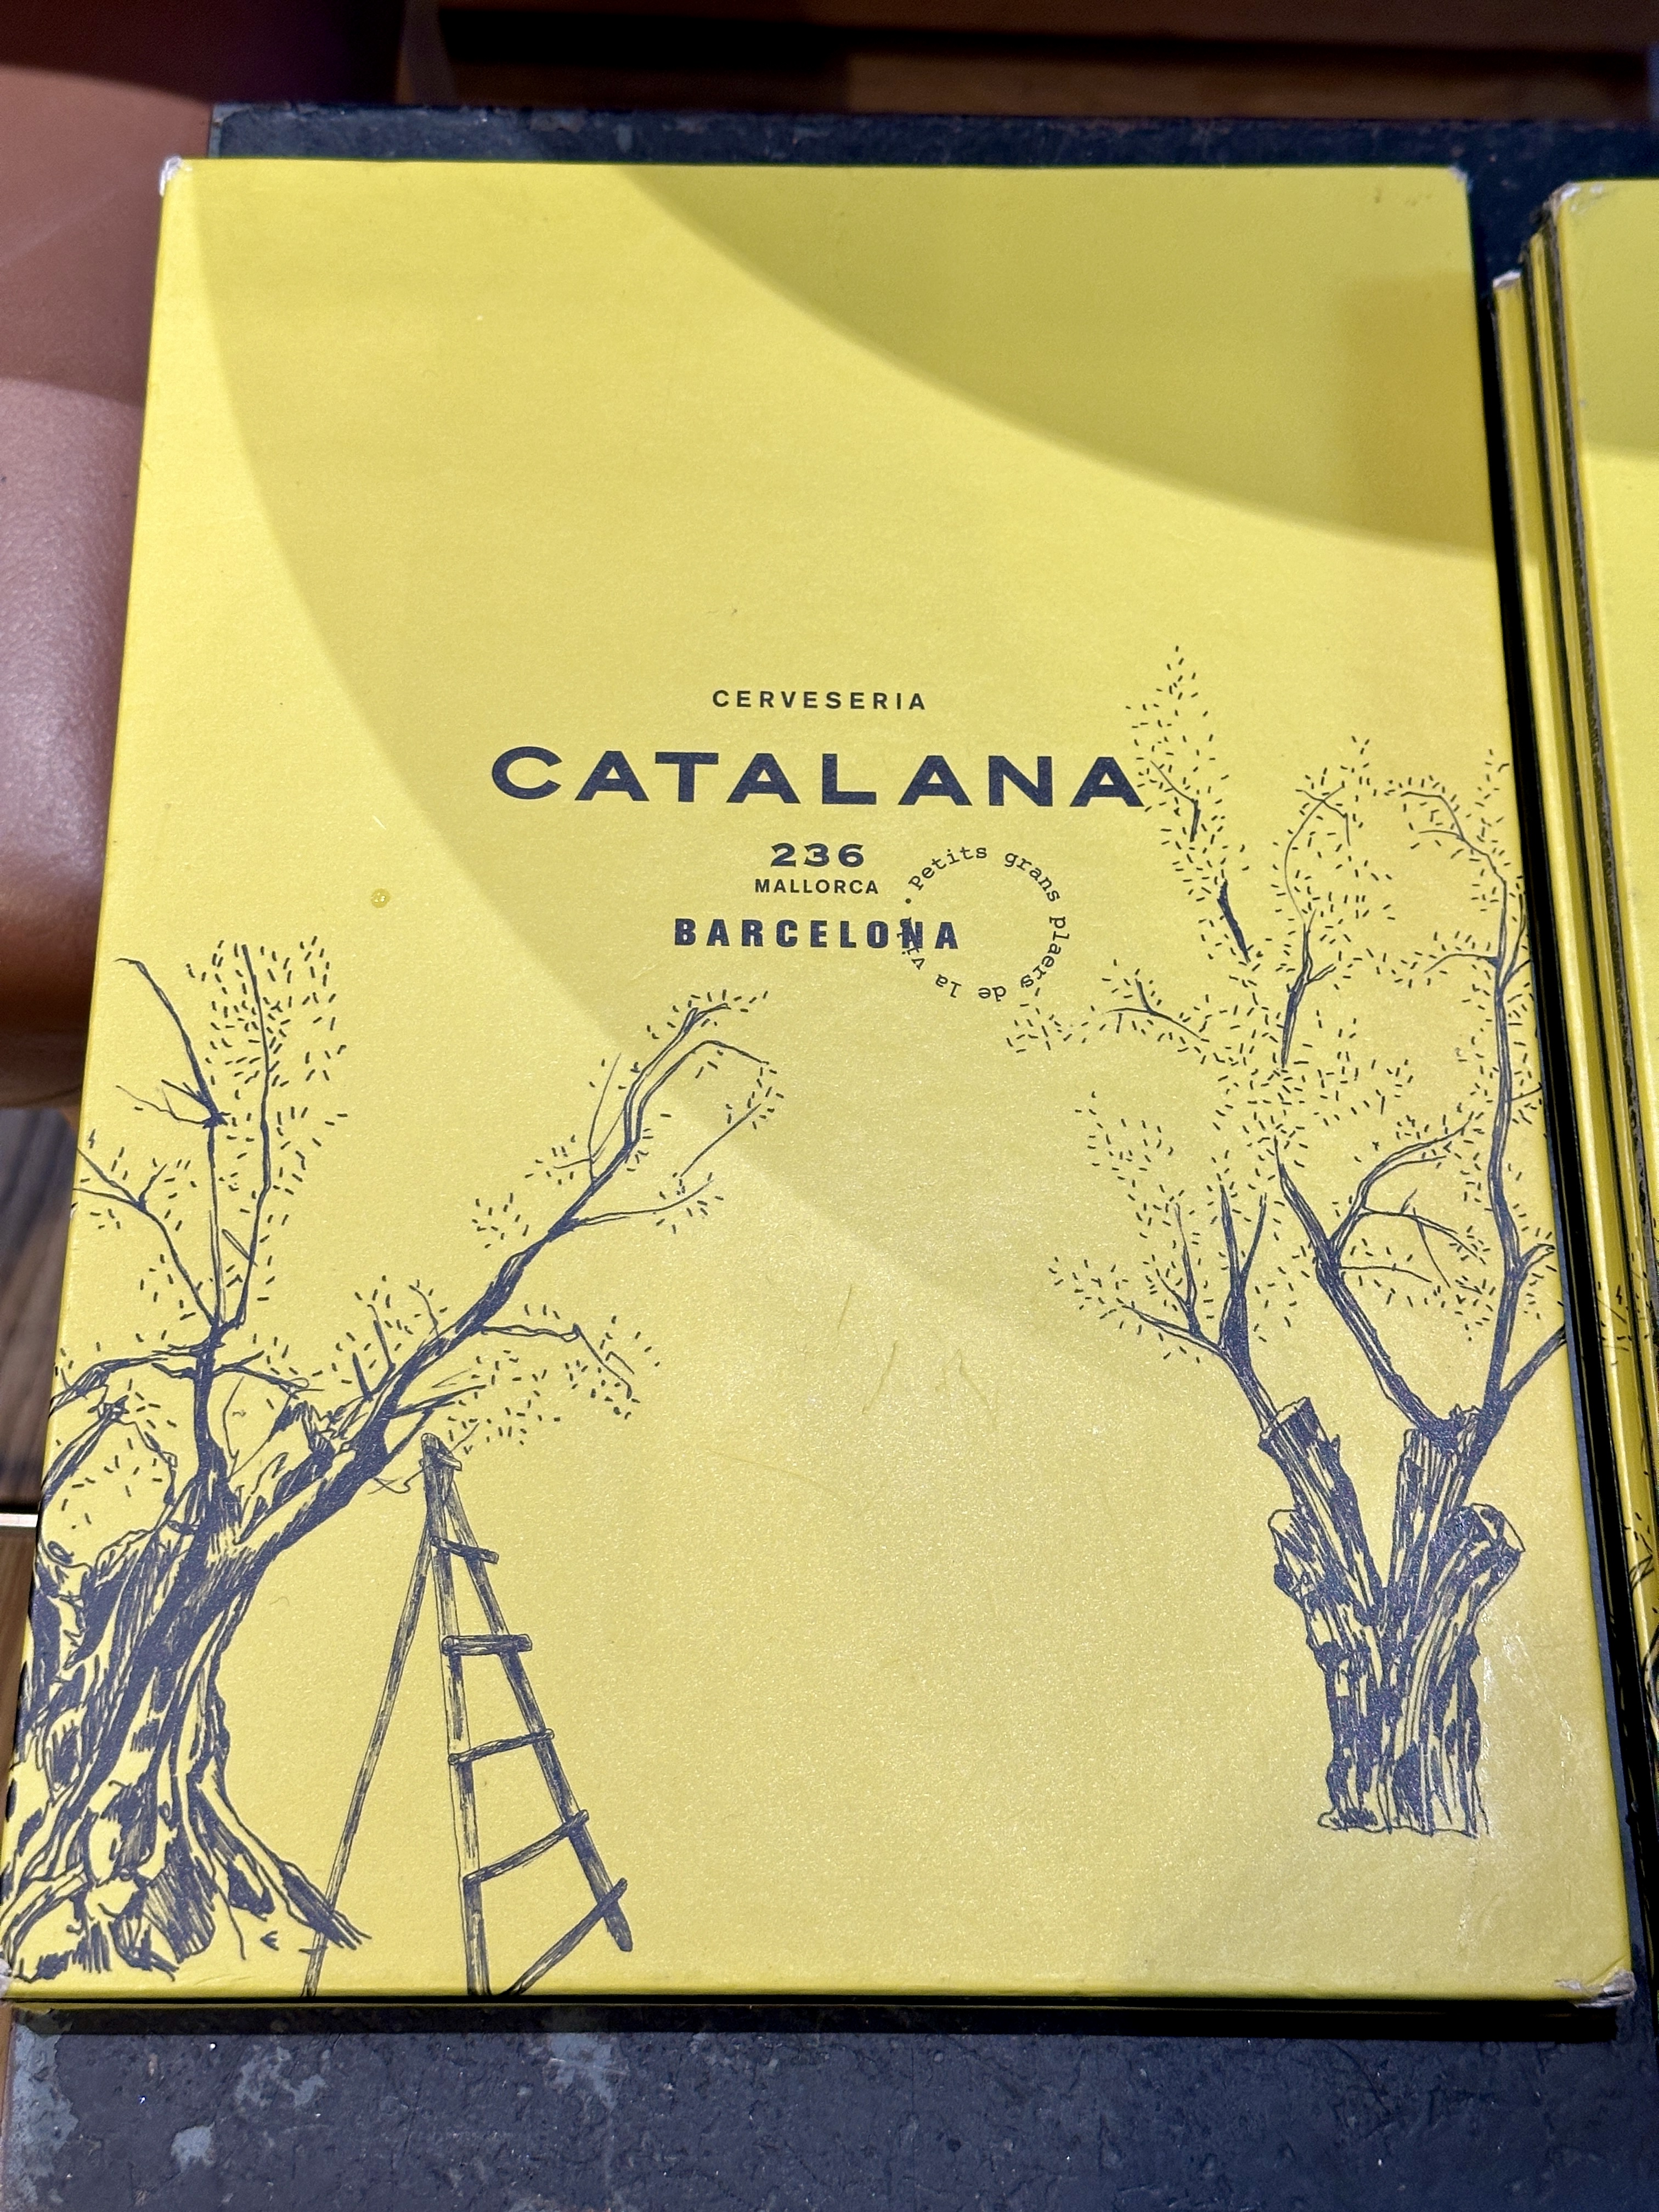 CERVESERIA
CATALANA
236
MALLORCA
BARCELONA
• Petits grans plaers de la vida